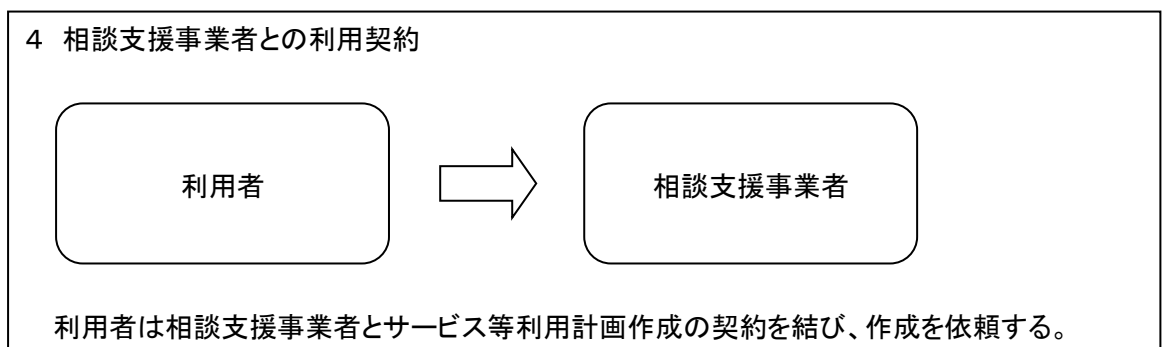 ４ 相談支援事業者との利用契約
利用者
相談支援事業者
利用者は相談支援事業者とサービス等利用計画作成の契約を結び、作成を依頼する。